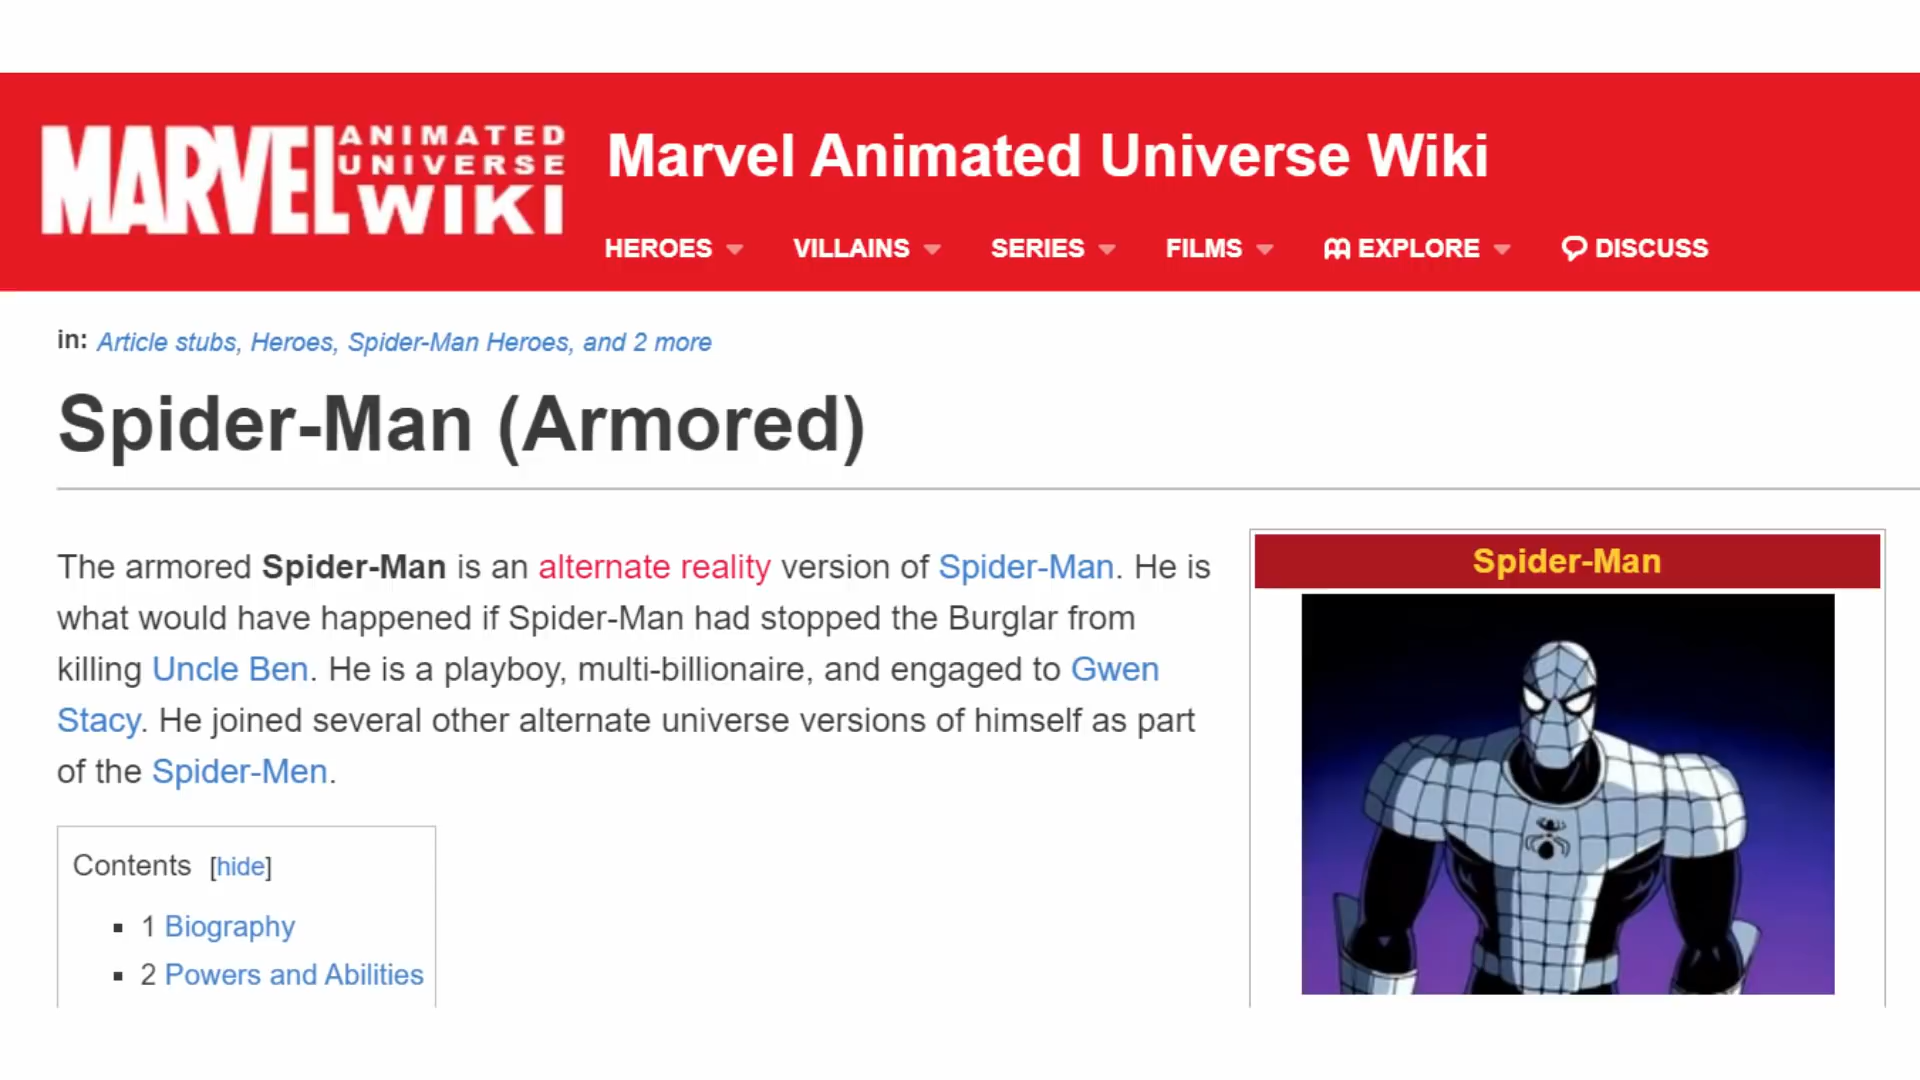 MARVEL ANIMATED UNIVERSE WIKI
Marvel Animated Universe Wiki
HEROES VILLAINS SERIES FILMS EXPLORE DISCUSS
in: Article stubs, Heroes, Spider-Man Heroes, and 2 more
Spider-Man (Armored)
The armored Spider-Man is an alternate reality version of Spider-Man. He is
what would have happened if Spider-Man had stopped the Burglar from
killing Uncle Ben. He is a playboy, multi-billionaire, and engaged to Gwen
Stacy. He joined several other alternate universe versions of himself as part
of the Spider-Men.
Spider-Man
Contents [hide]
1 Biography
2 Powers and Abilities